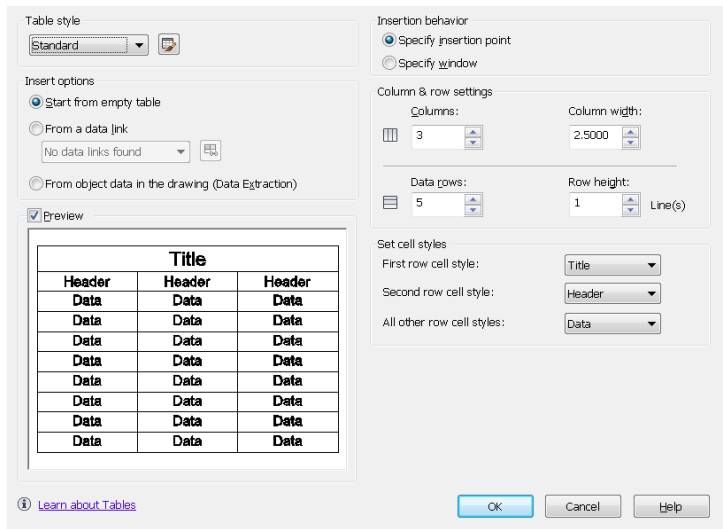 Table style
Standard
Insert options
Start from empty table
From a data link
No data links found
From object data in the drawing (Data Extraction)
Preview
Title
Header Header Header
Data Data Data
Data Data Data
Data Data Data
Data Data Data
Data Data Data
Data Data Data
Data Data Data
Data Data Data
Insertion behavior
Specify insertion point
Specify window
Column & row settings
Columns: Column width:
3 2.5000
Data rows: Row height:
5 1 Line(s)
Set cell styles
First row cell style: Title
Second row cell style: Header
All other row cell styles: Data
Learn about Tables
OK Cancel Help